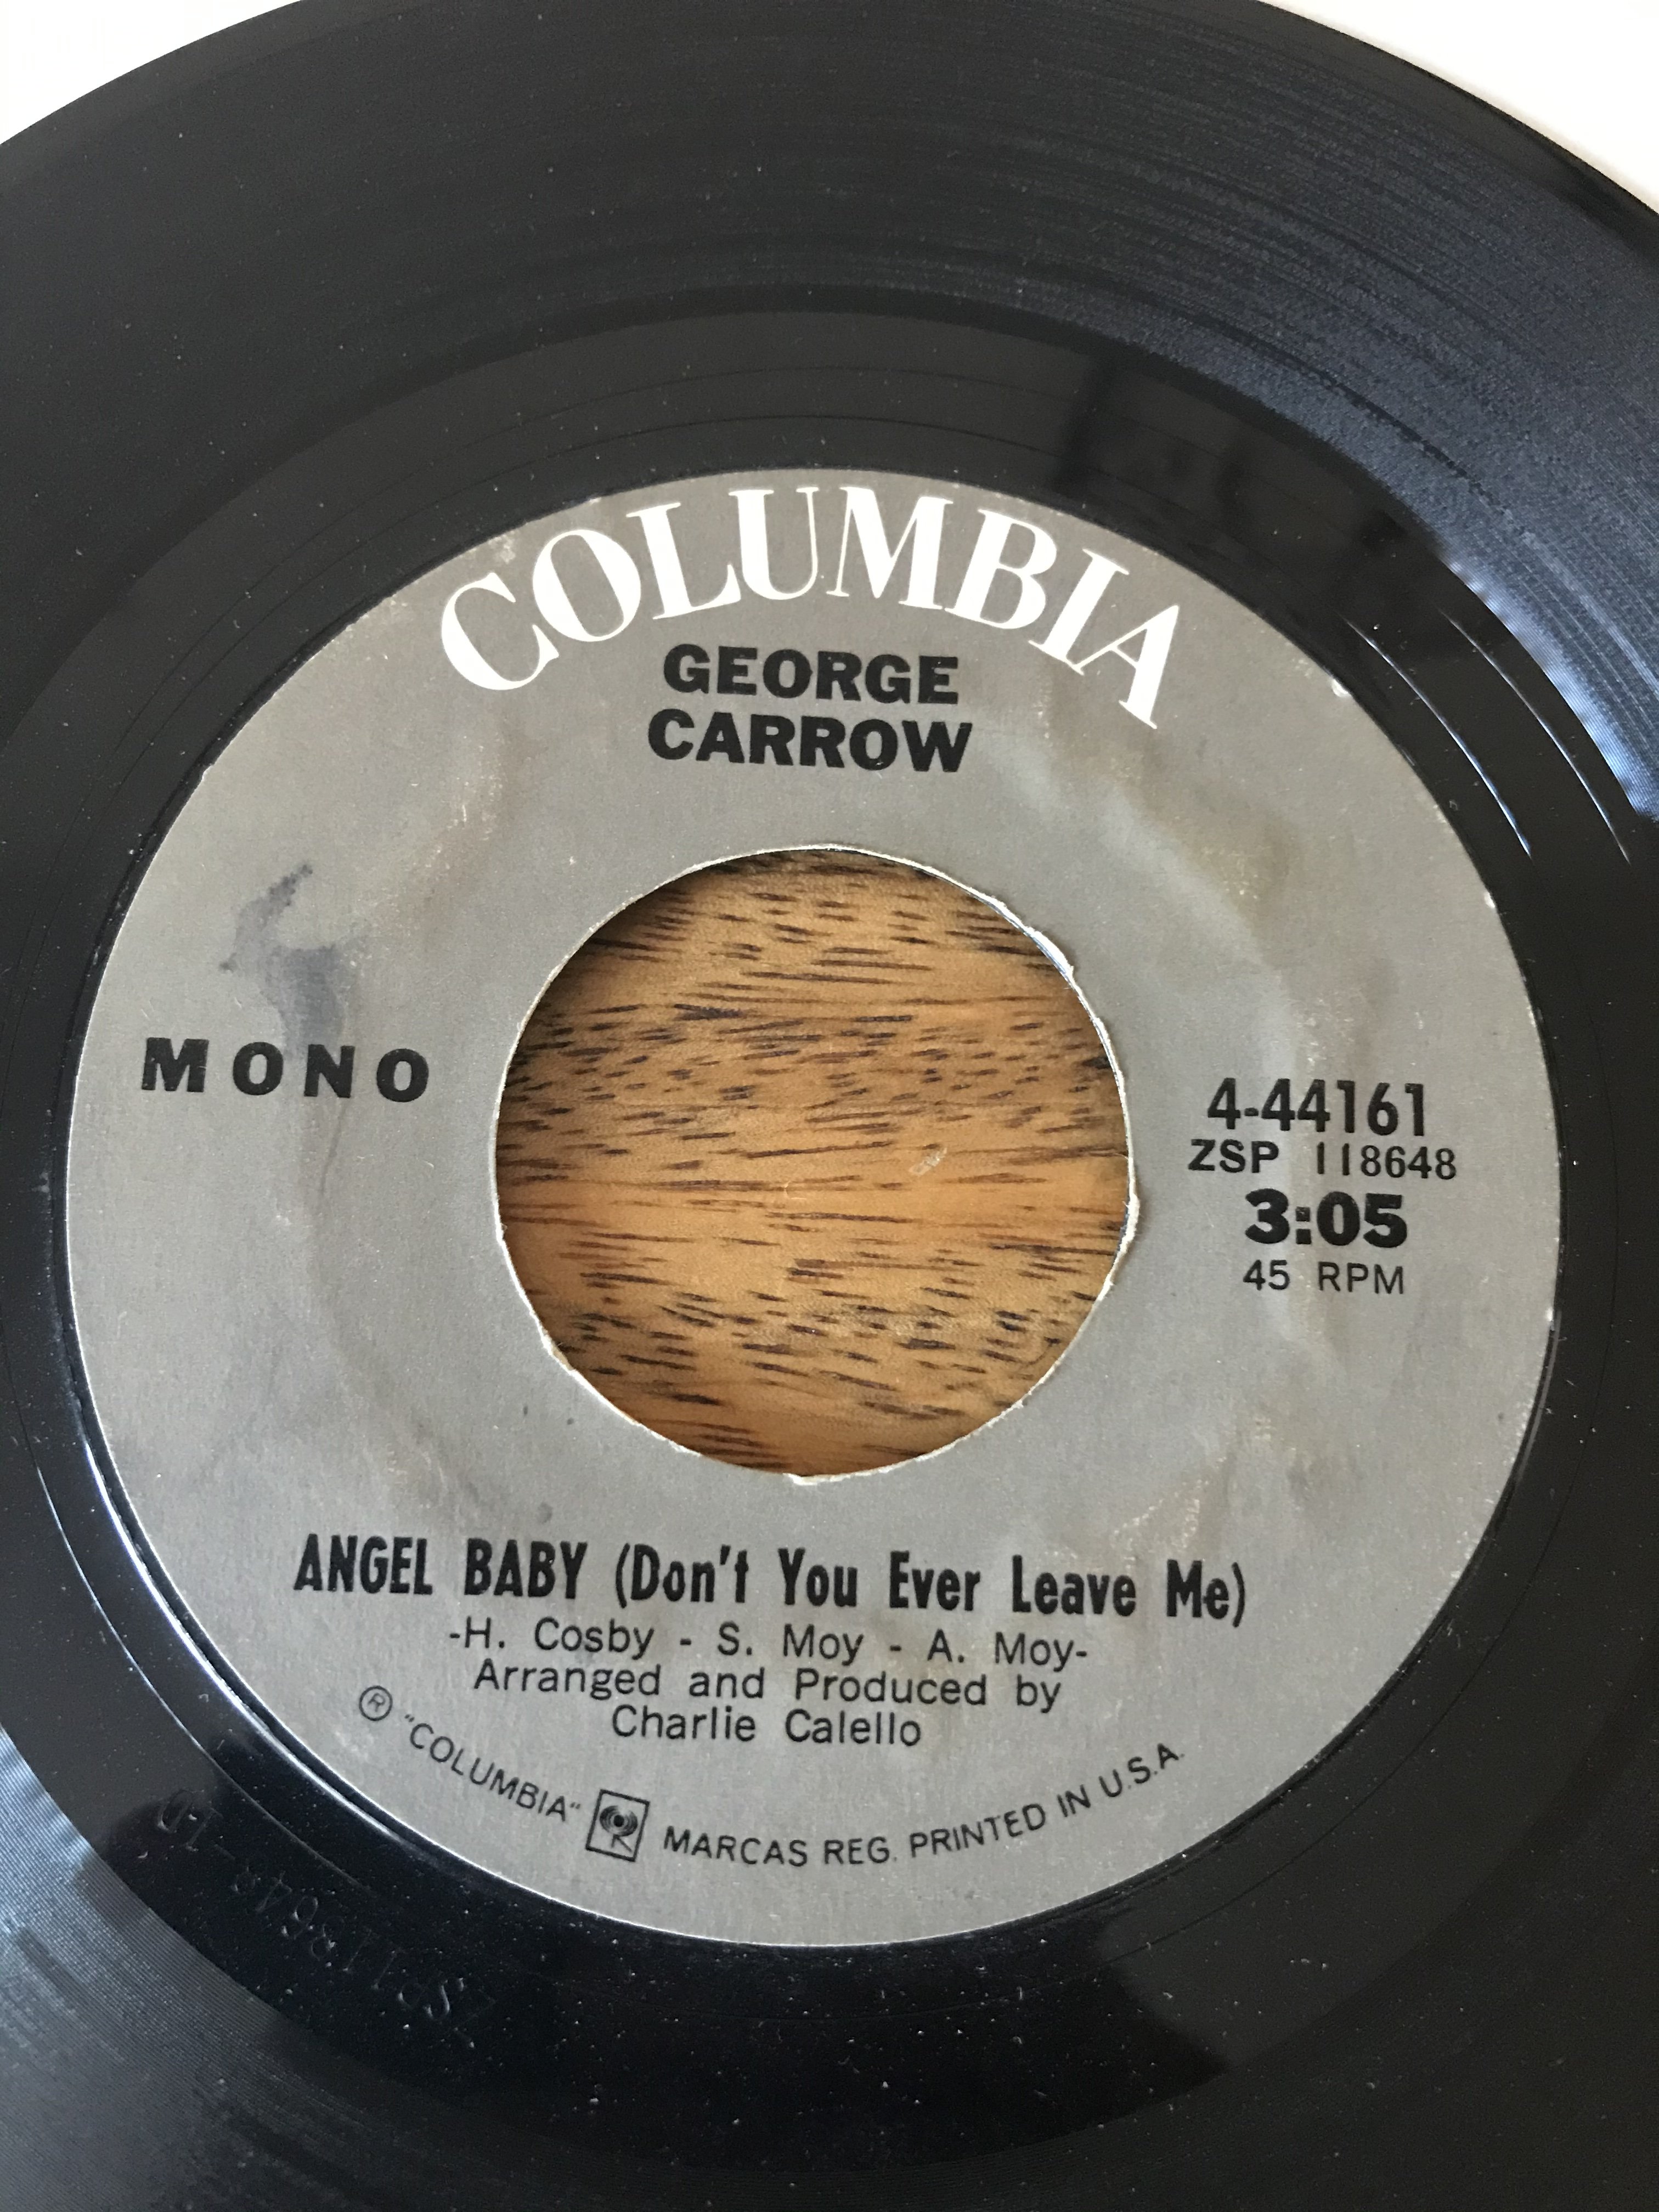 COLUMBIA
GEORGE
CARROW
MONO
4-44161
ZSP 118648
3:05
45 RPM
ANGEL BABY (Don't You Ever Leave Me)
-H. Cosby - S. Moy - A. Moy-
Arranged and Produced by
Charlie Calello
® "COLUMBIA" MARCAS REG. PRINTED IN U.S.A.